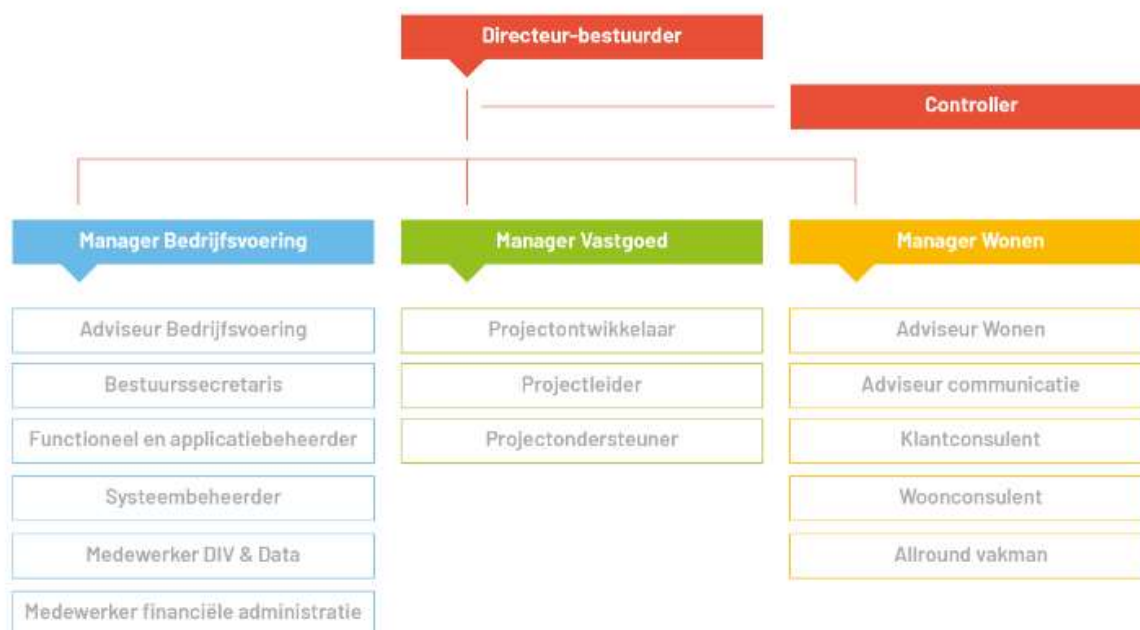 Directeur-bestuurder
Controller
Manager Bedrijfsvoering
Adviseur Bedrijfsvoering
Bestuurssecretaris
Functioneel en applicatiebeheerder
Systeembeheerder
Medewerker DIV & Data
Medewerker financiële administratie
Manager Vastgoed
Projectontwikkelaar
Projectleider
Projectondersteuner
Manager Wonen
Adviseur Wonen
Adviseur communicatie
Klantconsulent
Woonconsulent
Allround vakman